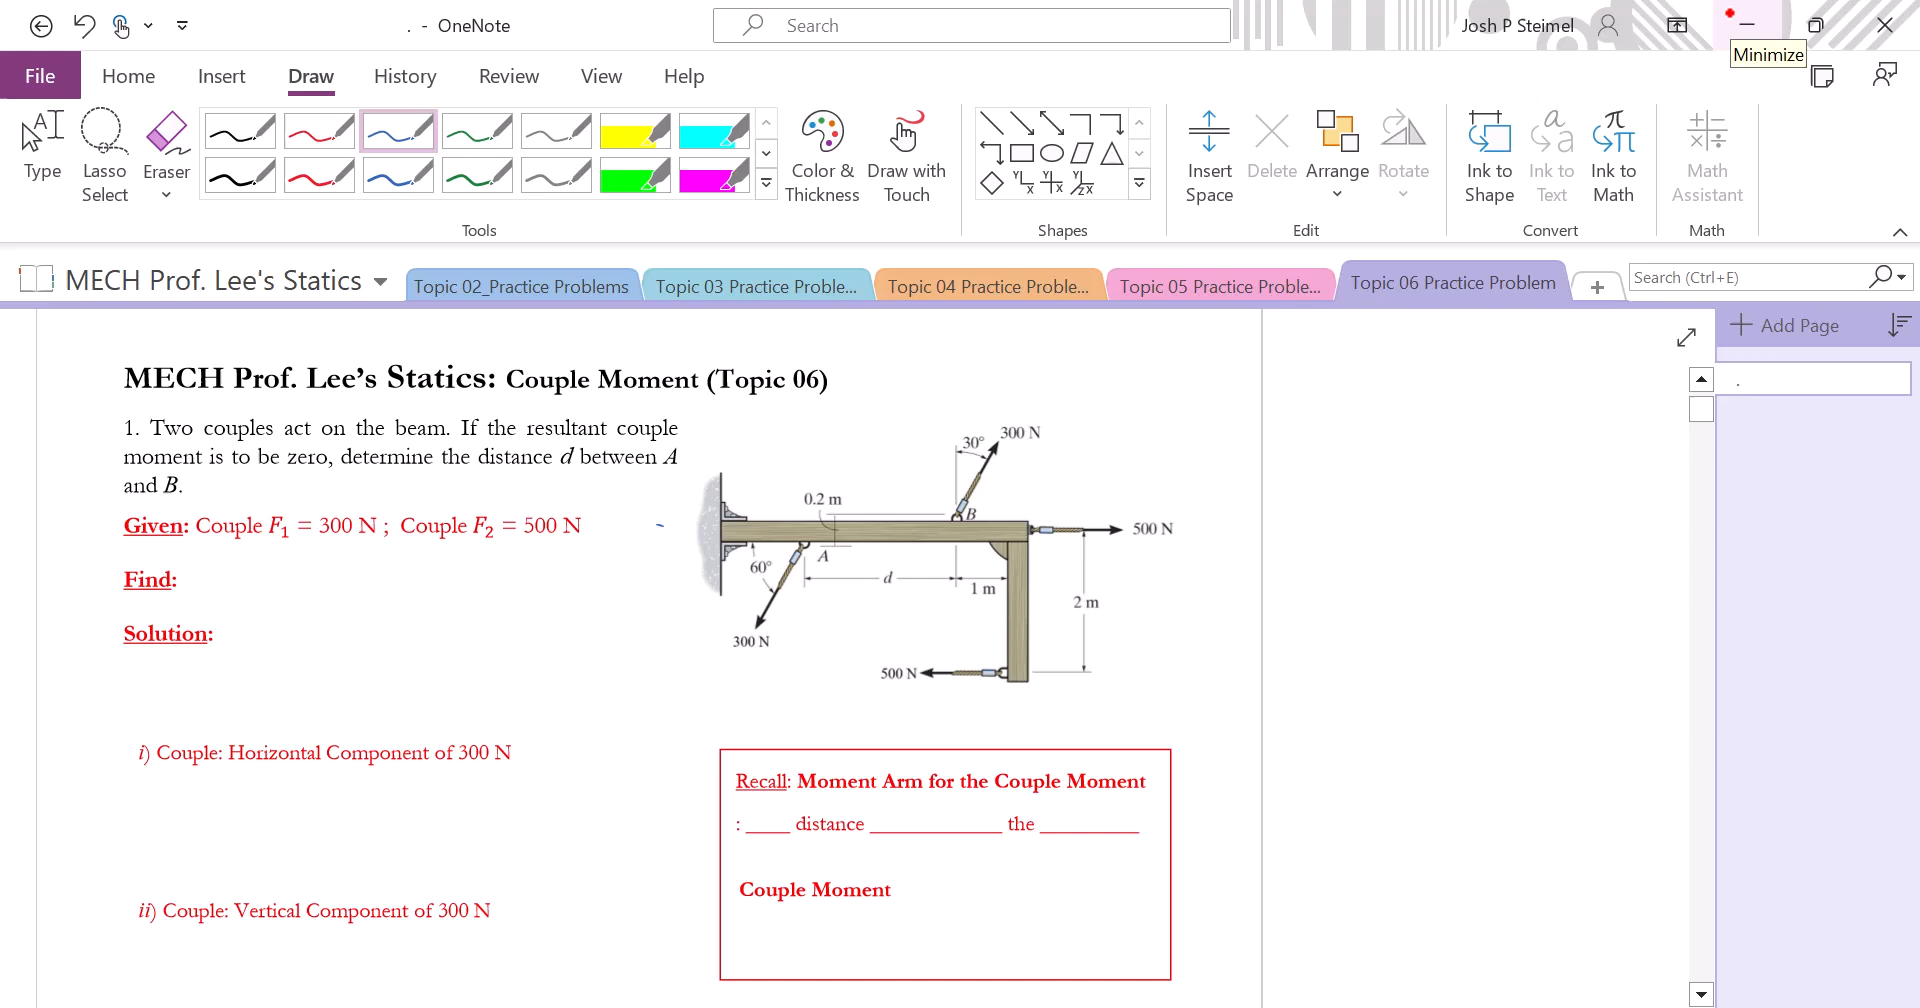 . - OneNote
Search
Josh P Steimel
Minimize
File
Home
Insert
Draw
History
Review
View
Help
Type
Lasso Select
Eraser
Color & Thickness
Draw with Touch
Tools
Shapes
Insert Space
Delete
Arrange
Rotate
Edit
Ink to Shape
Ink to Text
Ink to Math
Convert
Math Assistant
Math
MECH Prof. Lee's Statics
Topic 02_Practice Problems
Topic 03 Practice Proble...
Topic 04 Practice Proble...
Topic 05 Practice Proble...
Topic 06 Practice Problem
Search (Ctrl+E)
Add Page
.
MECH Prof. Lee’s Statics: Couple Moment (Topic 06)
1. Two couples act on the beam. If the resultant couple
moment is to be zero, determine the distance d between A
and B.
Given: Couple F₁ = 300 N ; Couple F₂ = 500 N
Find:
Solution:
30°
300 N
0.2 m
B
500 N
A
60°
d
1 m
2 m
300 N
500 N
i) Couple: Horizontal Component of 300 N
ii) Couple: Vertical Component of 300 N
Recall: Moment Arm for the Couple Moment
: ____ distance ____________ the _________
Couple Moment